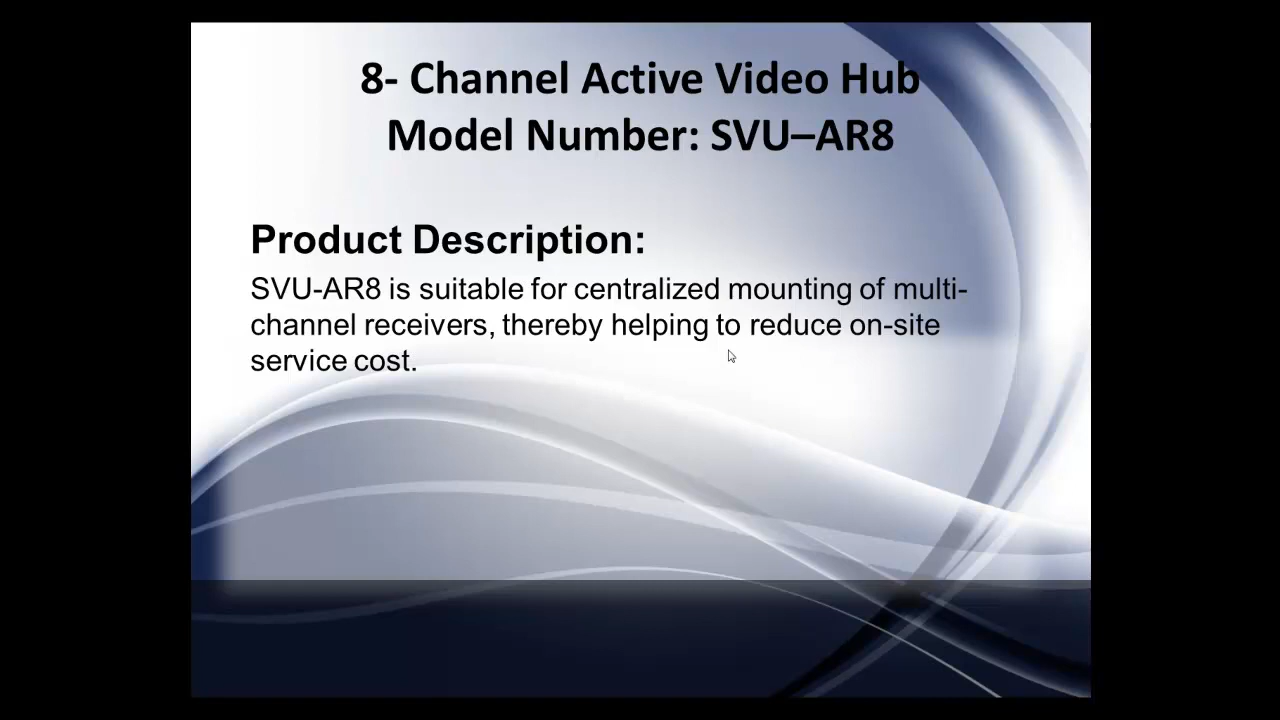 8- Channel Active Video Hub
Model Number: SVU–AR8
Product Description:
SVU-AR8 is suitable for centralized mounting of multi-
channel receivers, thereby helping to reduce on-site
service cost.